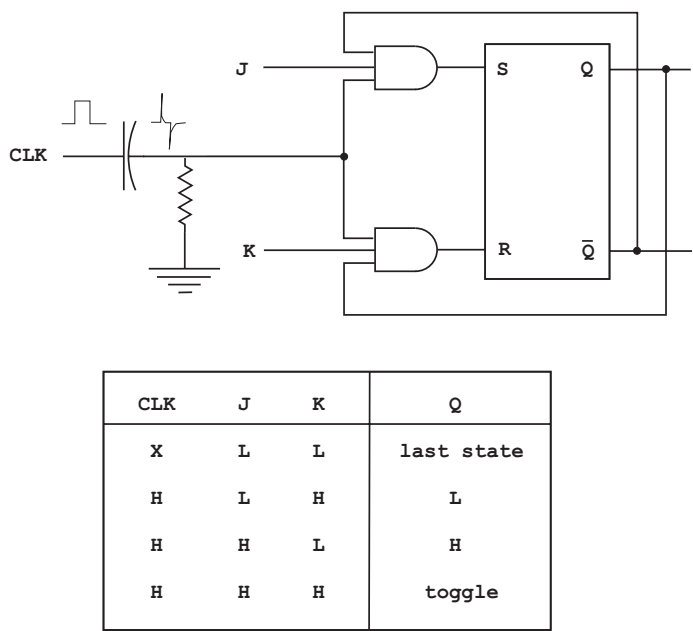 J S Q
CLK
K R Q̅
CLK J K Q
X L L last state
H L H L
H H L H
H H H toggle